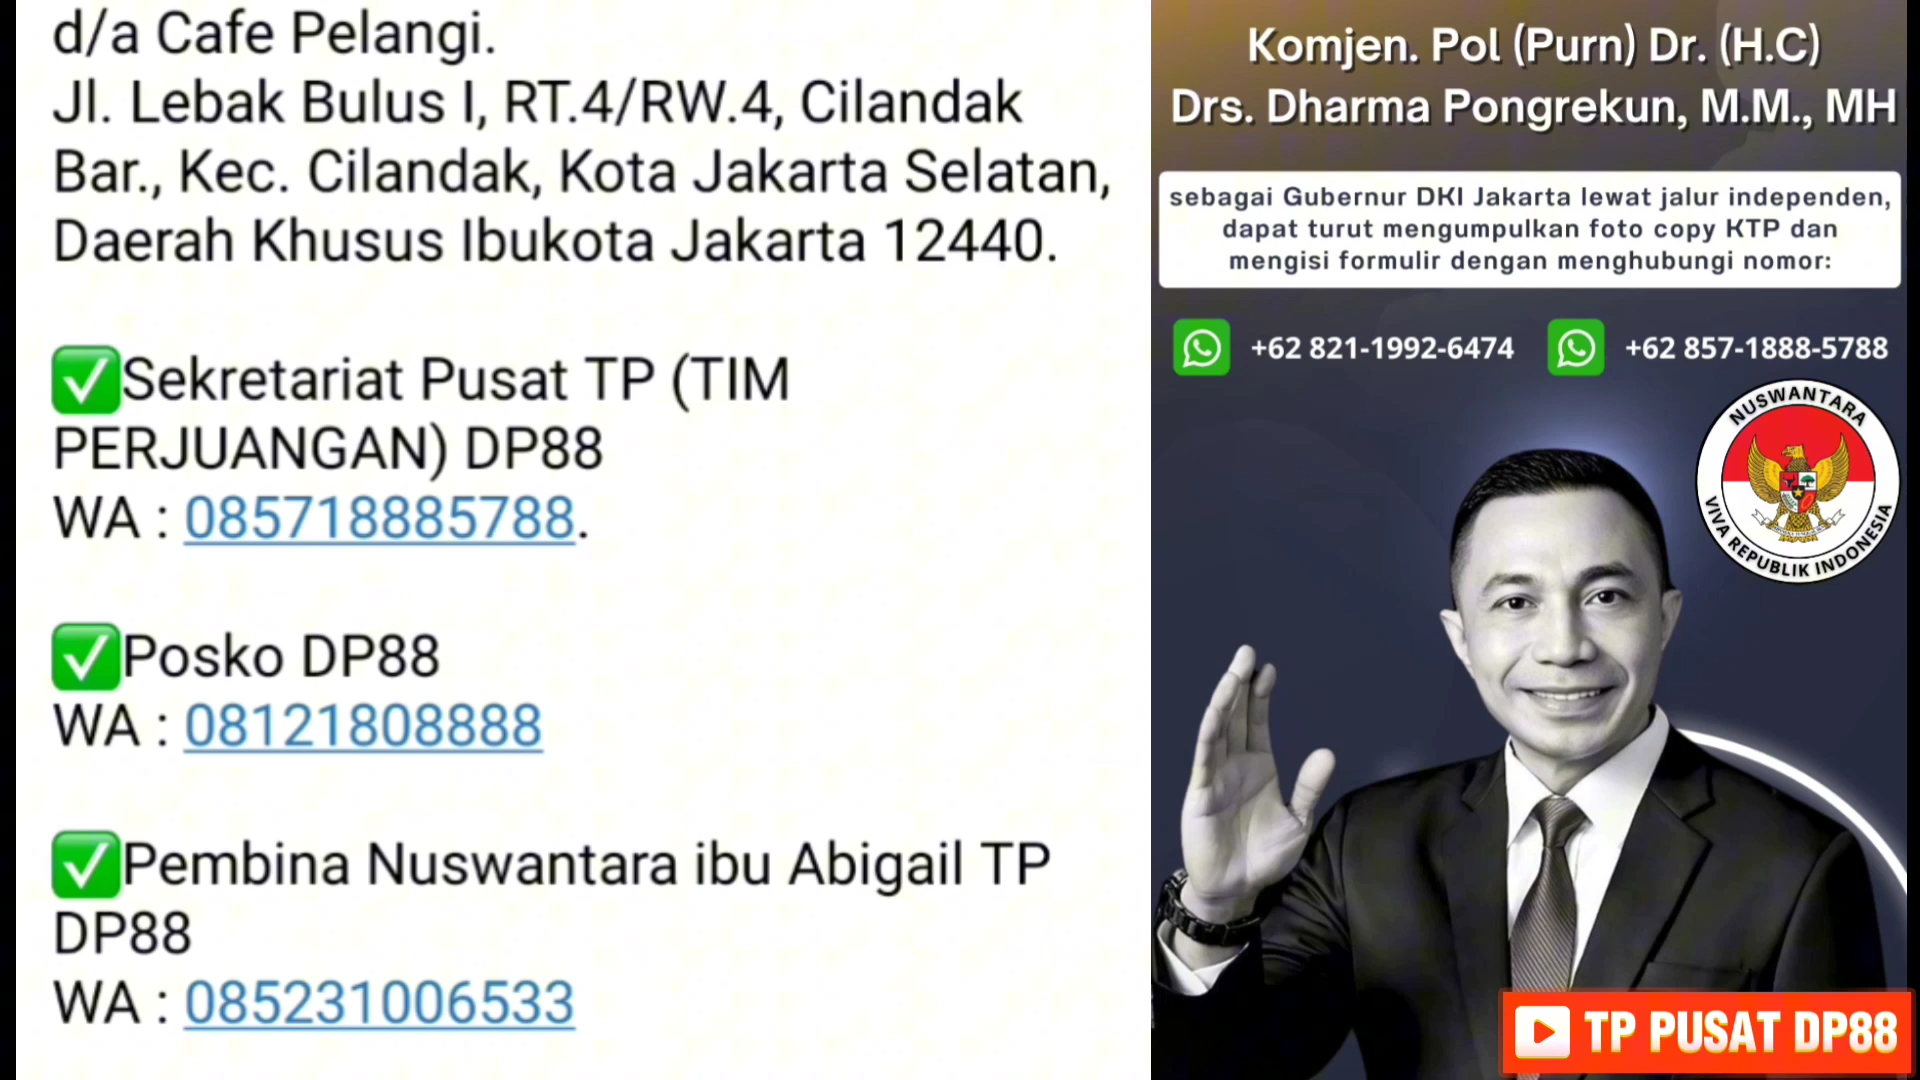 d/a Cafe Pelangi.
Jl. Lebak Bulus I, RT.4/RW.4, Cilandak
Bar., Kec. Cilandak, Kota Jakarta Selatan,
Daerah Khusus Ibukota Jakarta 12440.
✅Sekretariat Pusat TP (TIM
PERJUANGAN) DP88
WA : 085718885788.
✅Posko DP88
WA : 08121808888
✅Pembina Nuswantara ibu Abigail TP
DP88
WA : 085231006533
Komjen. Pol (Purn) Dr. (H.C)
Drs. Dharma Pongrekun, M.M., MH
sebagai Gubernur DKI Jakarta lewat jalur independen,
dapat turut mengumpulkan foto copy KTP dan
mengisi formulir dengan menghubungi nomor:
+62 821-1992-6474
+62 857-1888-5788
NUSWANTARA
VIVA REPUBLIK INDONESIA
TP PUSAT DP88